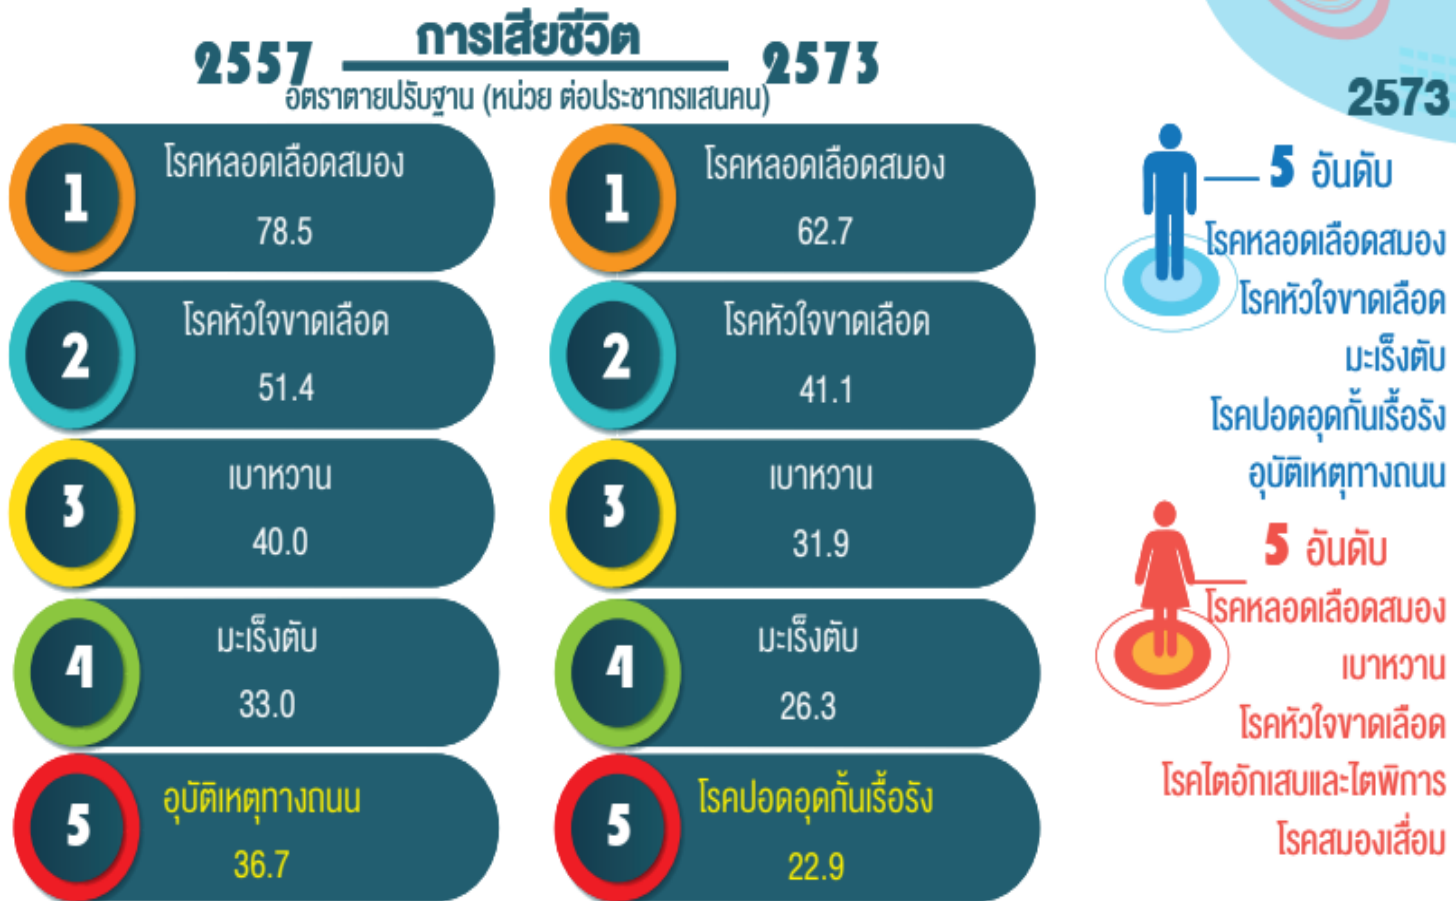 การเสียชีวิต
2557
2573
อัตราตายปรับฐาน (หน่วย ต่อประชากรแสนคน)
1
โรคหลอดเลือดสมอง
78.5
2
โรคหัวใจขาดเลือด
51.4
3
เบาหวาน
40.0
4
มะเร็งตับ
33.0
5
อุบัติเหตุทางถนน
36.7
1
โรคหลอดเลือดสมอง
62.7
2
โรคหัวใจขาดเลือด
41.1
3
เบาหวาน
31.9
4
มะเร็งตับ
26.3
5
โรคปอดอุดกั้นเรื้อรัง
22.9
2573
5 อันดับ
โรคหลอดเลือดสมอง
โรคหัวใจขาดเลือด
มะเร็งตับ
โรคปอดอุดกั้นเรื้อรัง
อุบัติเหตุทางถนน
5 อันดับ
โรคหลอดเลือดสมอง
เบาหวาน
โรคหัวใจขาดเลือด
โรคไตอักเสบและไตพิการ
โรคสมองเสื่อม